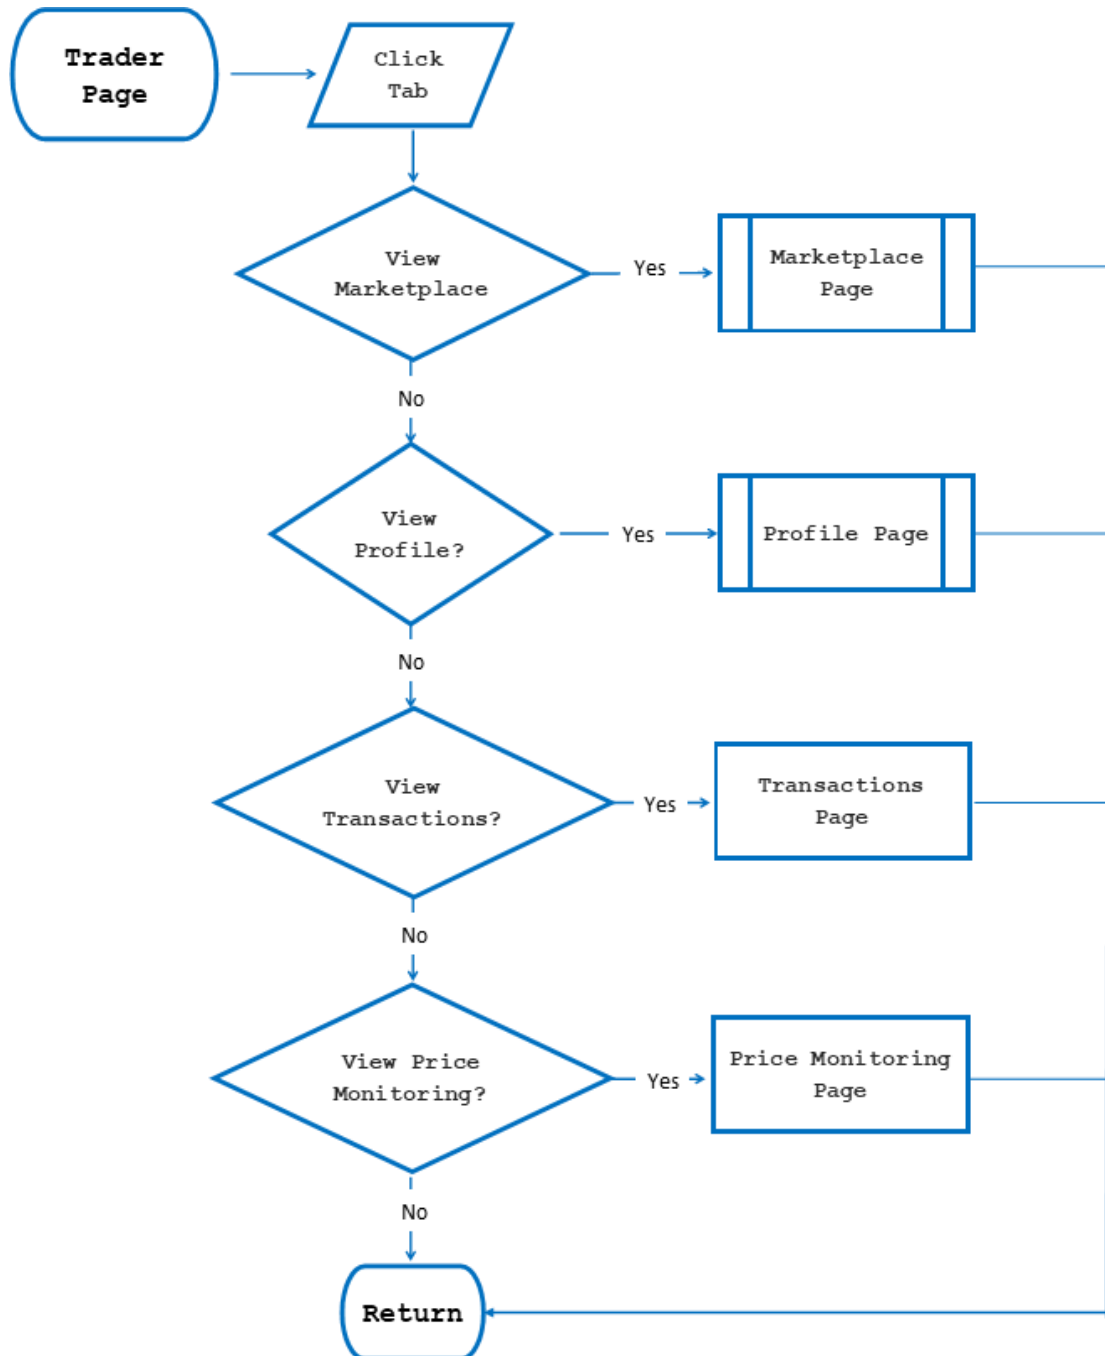 Trader
Page
Click
Tab
View
Marketplace
Yes
Marketplace
Page
No
View
Profile?
Yes
Profile Page
No
View
Transactions?
Yes
Transactions
Page
No
View Price
Monitoring?
Yes
Price Monitoring
Page
No
Return